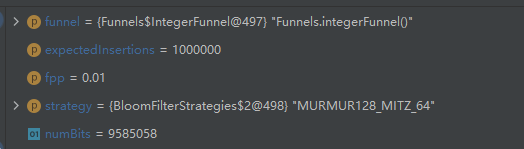 funnel = {Funnels$IntegerFunnel@497} "Funnels.integerFunnel()"
expectedInsertions = 1000000
fpp = 0.01
strategy = {BloomFilterStrategies$2@498} "MURMUR128_MITZ_64"
numBits = 9585058